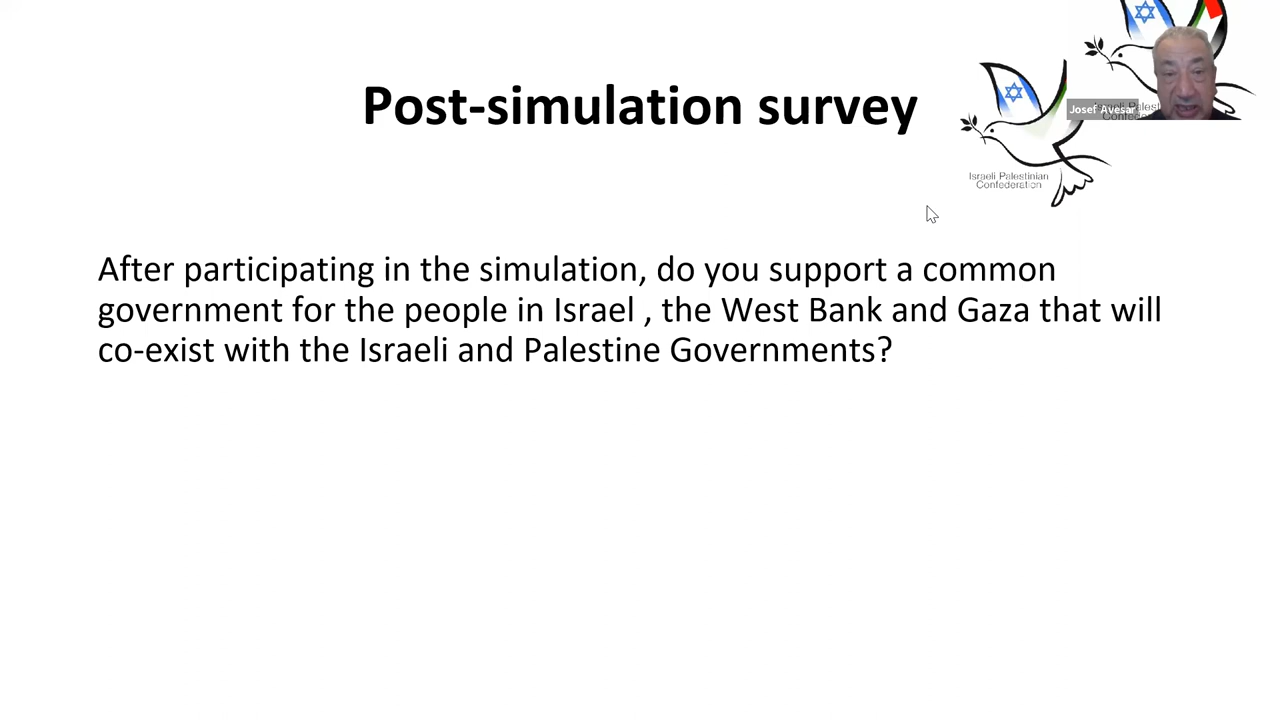 Post-simulation survey
Josef Avesar
Israeli Palestinian
Confederation
After participating in the simulation, do you support a common
government for the people in Israel , the West Bank and Gaza that will
co-exist with the Israeli and Palestine Governments?